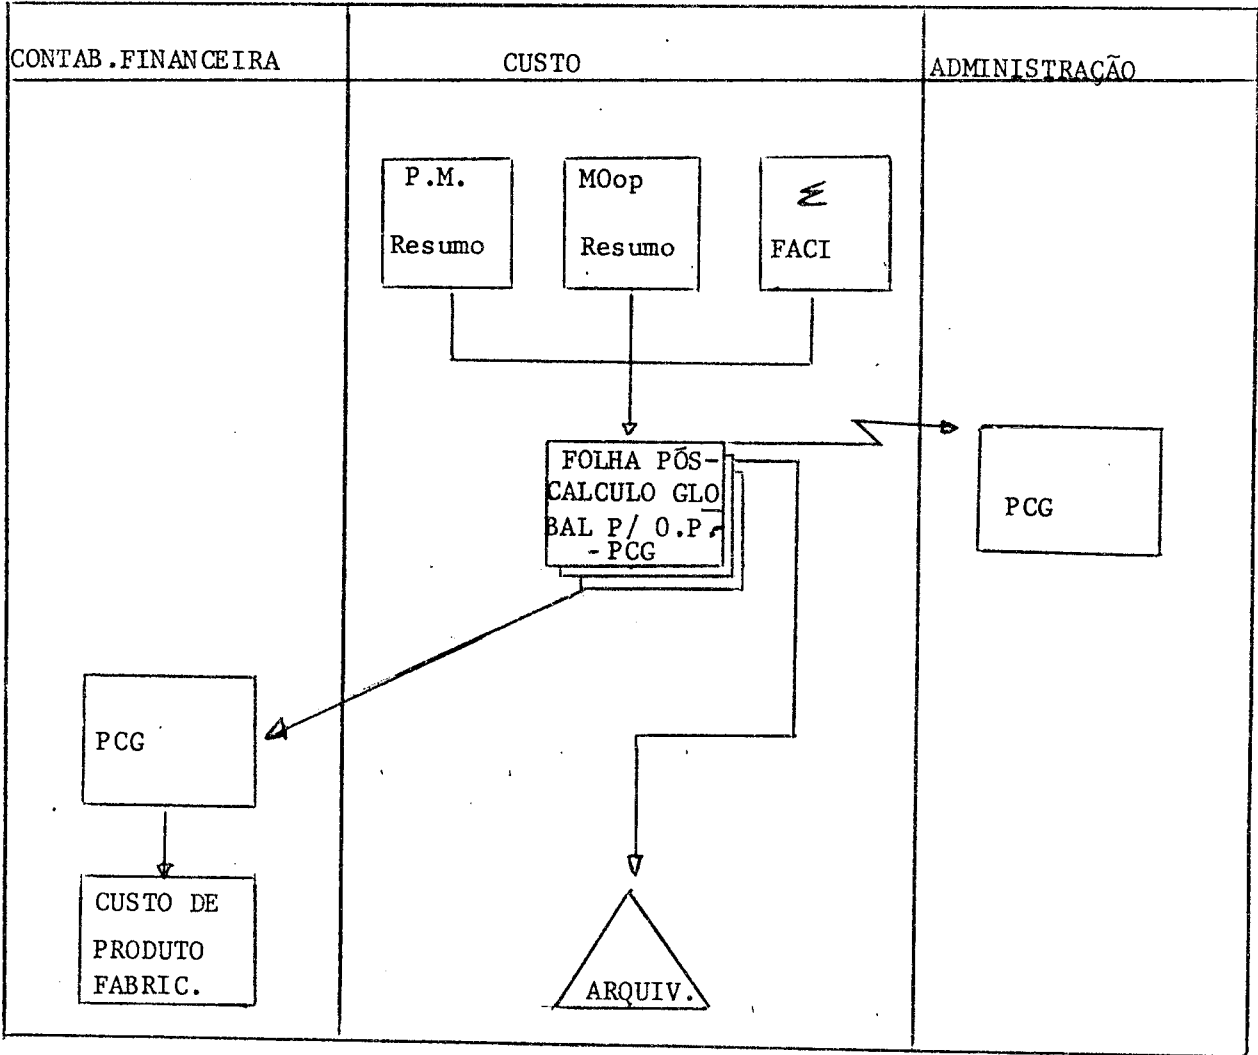 CONTAB.FINANCEIRA
CUSTO
ADMINISTRAÇÃO
P.M.
Resumo
MOop
Resumo
Σ
FACI
FOLHA PÓS-
CALCULO GLO
BAL P/ O.P.
- PCG
PCG
PCG
CUSTO DE
PRODUTO
FABRIC.
ARQUIV.